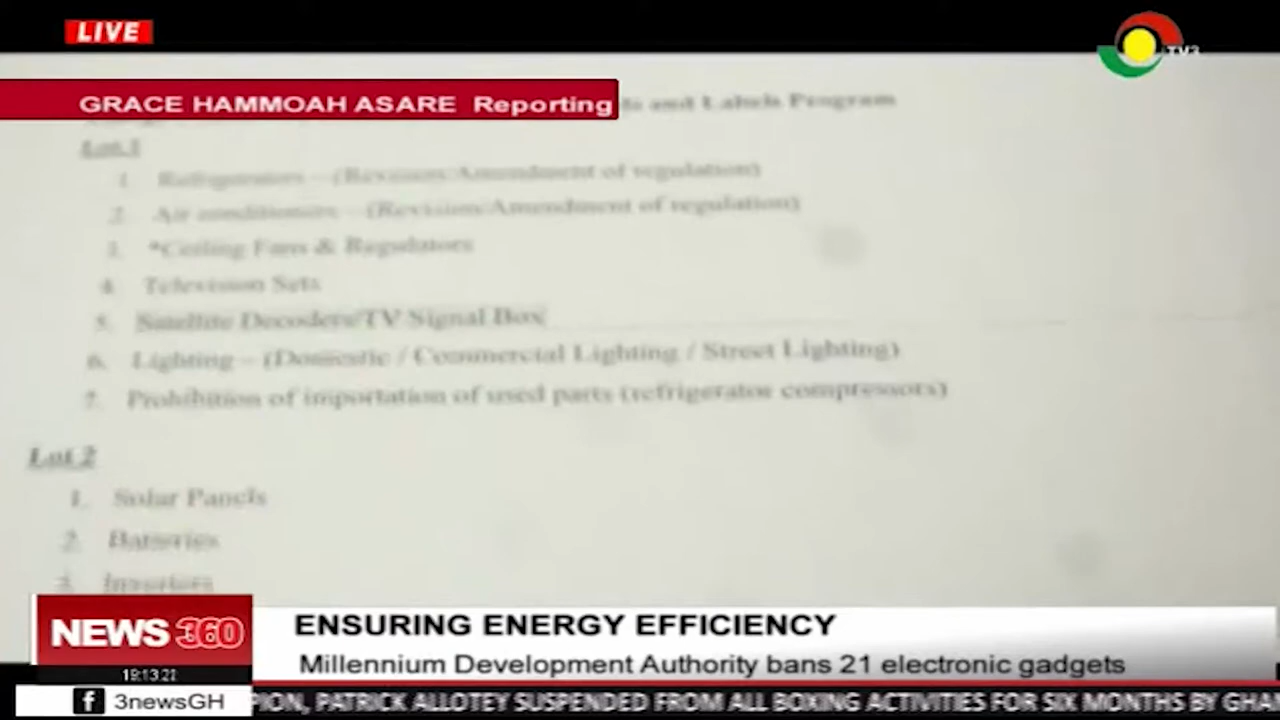 LIVE
TV3
GRACE HAMMOAH ASARE Reporting
and Labels Program
Lot 1
1. Refrigerators – (Revision/Amendment of regulation)
2. Air conditioners – (Revision/Amendment of regulation)
3. *Ceiling Fans & Regulators
4. Television Sets
5. Satellite Decoders/TV Signal Box
6. Lighting – (Domestic / Commercial Lighting / Street Lighting)
7. Prohibition of importation of used parts (refrigerator compressors)
Lot 2
1. Solar Panels
2. Batteries
3. Inverters
NEWS 360
ENSURING ENERGY EFFICIENCY
Millennium Development Authority bans 21 electronic gadgets
19:13:22
3newsGH
PION, PATRICK ALLOTEY SUSPENDED FROM ALL BOXING ACTIVITIES FOR SIX MONTHS BY GHA